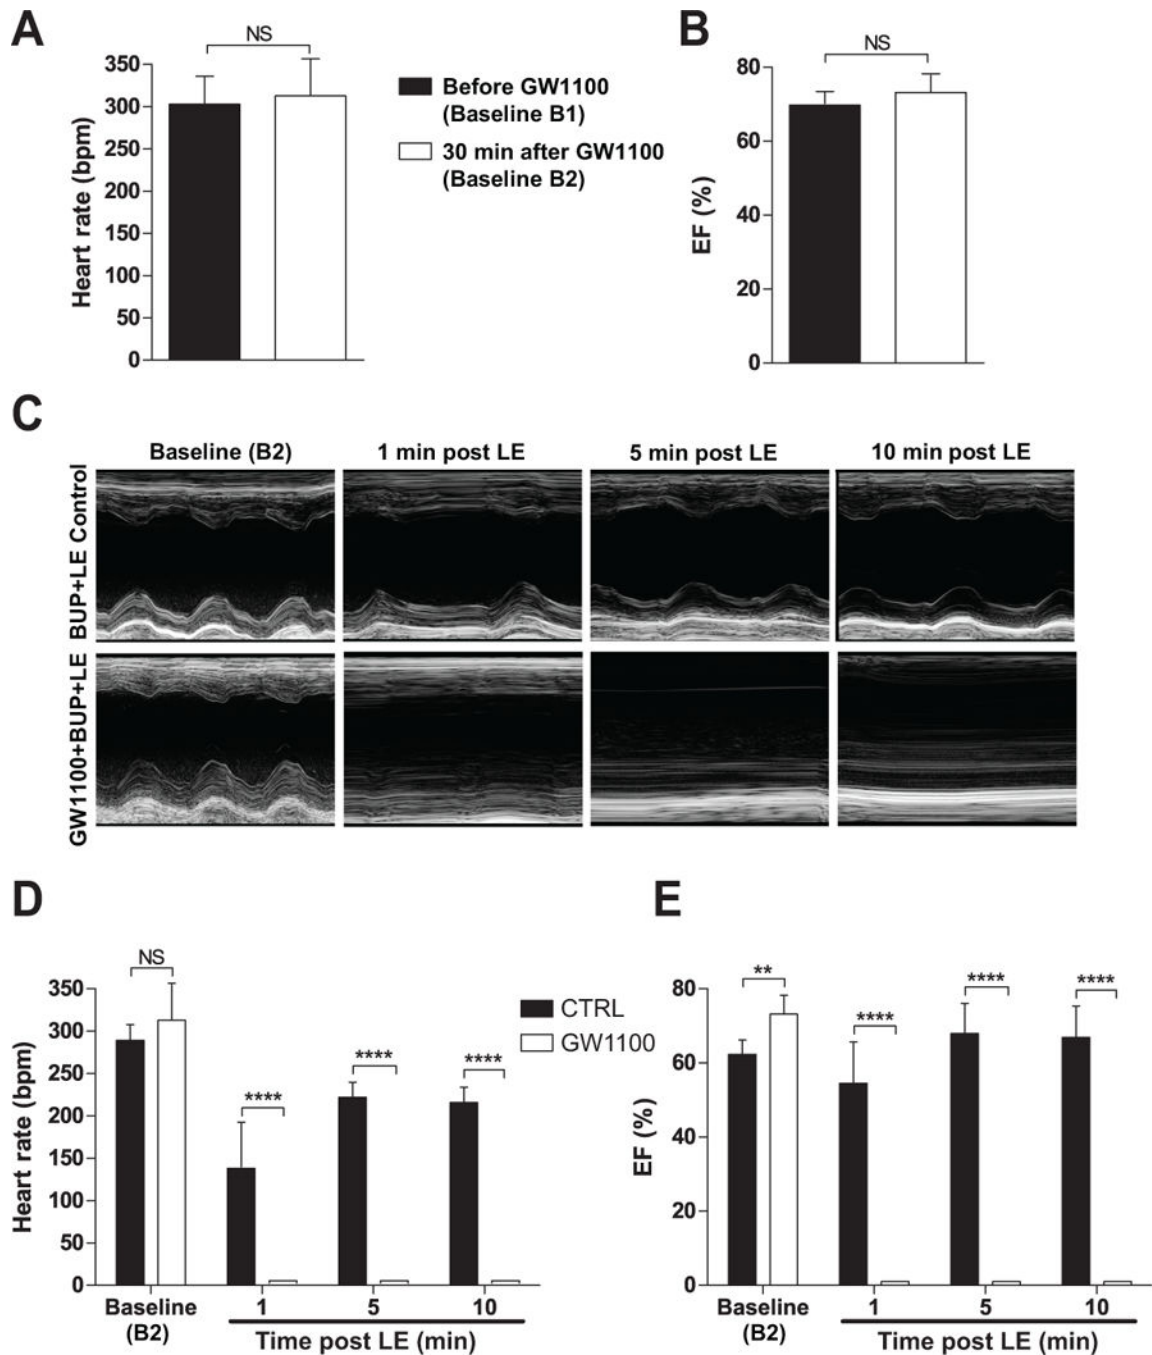 A
NS
350
300
250
200
150
100
50
0
Heart rate (bpm)
Before GW1100
(Baseline B1)
30 min after GW1100
(Baseline B2)
B
NS
80
60
40
20
0
EF (%)
C
Baseline (B2) 1 min post LE 5 min post LE 10 min post LE
BUP+LE Control
GW1100+BUP+LE
D
NS
350
300
250
200
150
100
50
0
Heart rate (bpm)
****
****
****
CTRL
GW1100
Baseline 1 5 10
(B2)
Time post LE (min)
E
**
****
****
****
80
60
40
20
0
EF (%)
Baseline 1 5 10
(B2)
Time post LE (min)